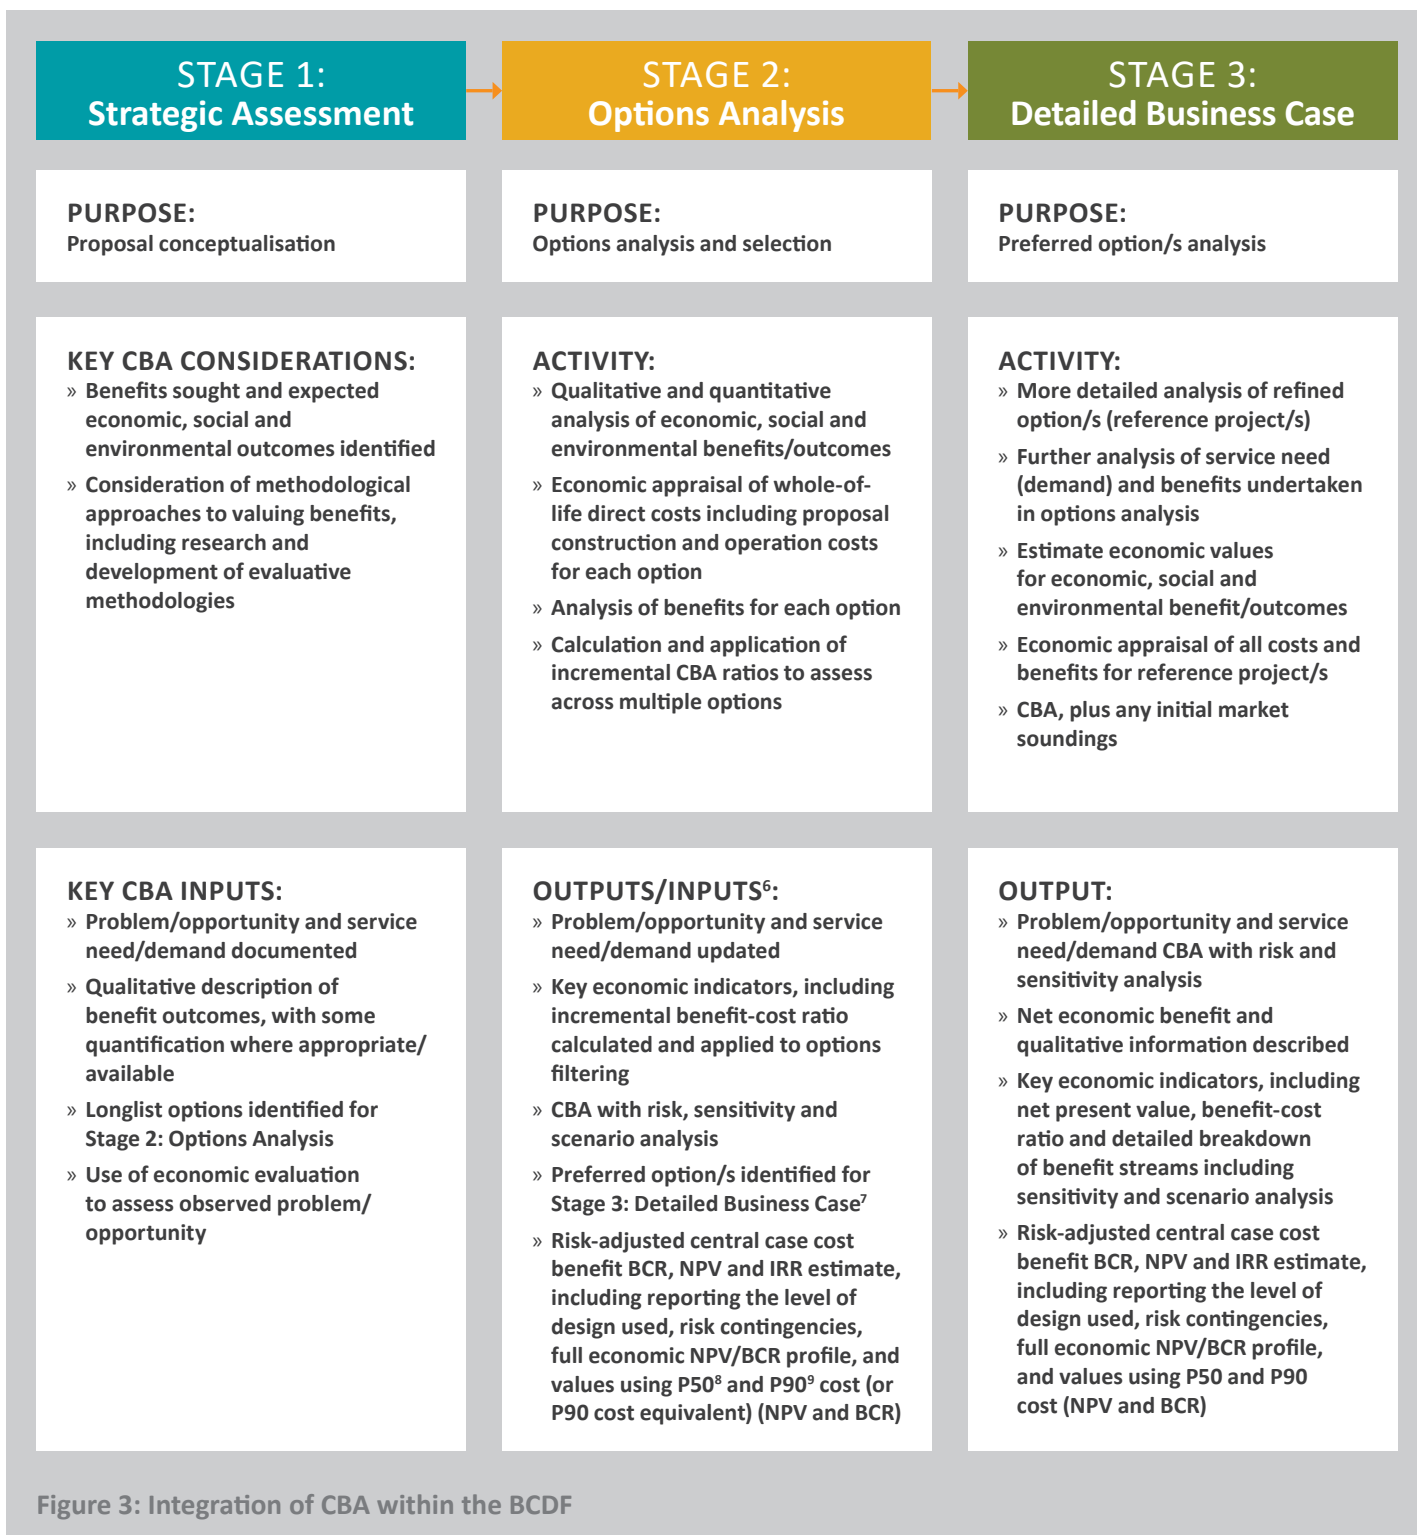 STAGE 1:
Strategic Assessment
STAGE 2:
Options Analysis
STAGE 3:
Detailed Business Case
PURPOSE:
Proposal conceptualisation
PURPOSE:
Options analysis and selection
PURPOSE:
Preferred option/s analysis
KEY CBA CONSIDERATIONS:
» Benefits sought and expected
economic, social and
environmental outcomes identified
» Consideration of methodological
approaches to valuing benefits,
including research and
development of evaluative
methodologies
ACTIVITY:
» Qualitative and quantitative
analysis of economic, social and
environmental benefits/outcomes
» Economic appraisal of whole-of-
life direct costs including proposal
construction and operation costs
for each option
» Analysis of benefits for each option
» Calculation and application of
incremental CBA ratios to assess
across multiple options
ACTIVITY:
» More detailed analysis of refined
option/s (reference project/s)
» Further analysis of service need
(demand) and benefits undertaken
in options analysis
» Estimate economic values
for economic, social and
environmental benefit/outcomes
» Economic appraisal of all costs and
benefits for reference project/s
» CBA, plus any initial market
soundings
KEY CBA INPUTS:
» Problem/opportunity and service
need/demand documented
» Qualitative description of
benefit outcomes, with some
quantification where appropriate/
available
» Longlist options identified for
Stage 2: Options Analysis
» Use of economic evaluation
to assess observed problem/
opportunity
OUTPUTS/INPUTS⁶:
» Problem/opportunity and service
need/demand updated
» Key economic indicators, including
incremental benefit-cost ratio
calculated and applied to options
filtering
» CBA with risk, sensitivity and
scenario analysis
» Preferred option/s identified for
Stage 3: Detailed Business Case⁷
» Risk-adjusted central case cost
benefit BCR, NPV and IRR estimate,
including reporting the level of
design used, risk contingencies,
full economic NPV/BCR profile, and
values using P50⁸ and P90⁹ cost (or
P90 cost equivalent) (NPV and BCR)
OUTPUT:
» Problem/opportunity and service
need/demand CBA with risk and
sensitivity analysis
» Net economic benefit and
qualitative information described
» Key economic indicators, including
net present value, benefit-cost
ratio and detailed breakdown
of benefit streams including
sensitivity and scenario analysis
» Risk-adjusted central case cost
benefit BCR, NPV and IRR estimate,
including reporting the level of
design used, risk contingencies,
full economic NPV/BCR profile,
and values using P50 and P90
cost (NPV and BCR)
Figure 3: Integration of CBA within the BCDF